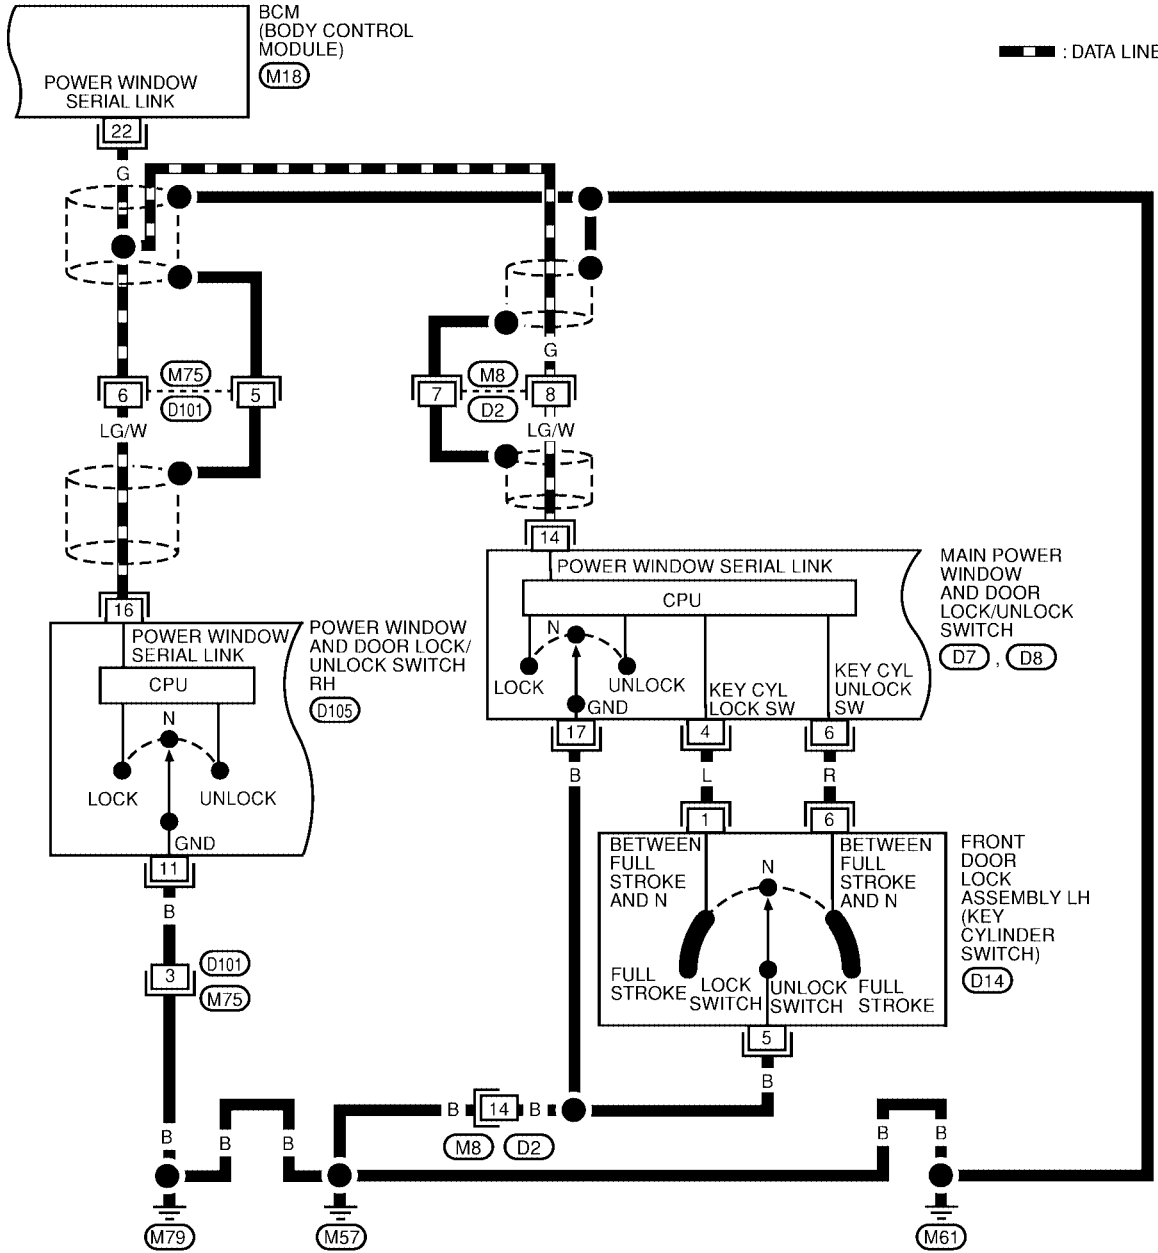 BCM
(BODY CONTROL
MODULE)
M18
: DATA LINE
POWER WINDOW
SERIAL LINK
22
G
G
M75
6
5
D101
LG/W
M8
7
8
D2
LG/W
14
POWER WINDOW SERIAL LINK
CPU
N
LOCK
UNLOCK
GND
KEY CYL
LOCK SW
KEY CYL
UNLOCK
SW
MAIN POWER
WINDOW
AND DOOR
LOCK/UNLOCK
SWITCH
D7 , D8
16
POWER WINDOW
SERIAL LINK
CPU
N
LOCK
UNLOCK
GND
POWER WINDOW
AND DOOR LOCK/
UNLOCK SWITCH
RH
D105
17
4
6
B
L
R
1
6
BETWEEN
FULL
STROKE
AND N
N
BETWEEN
FULL
STROKE
AND N
FULL
STROKE
LOCK
SWITCH
UNLOCK
SWITCH
FULL
STROKE
FRONT
DOOR
LOCK
ASSEMBLY LH
(KEY
CYLINDER
SWITCH)
D14
11
B
3
D101
M75
5
B
B 14 B
M8 D2
B
B
B
B
B
M79
M57
M61